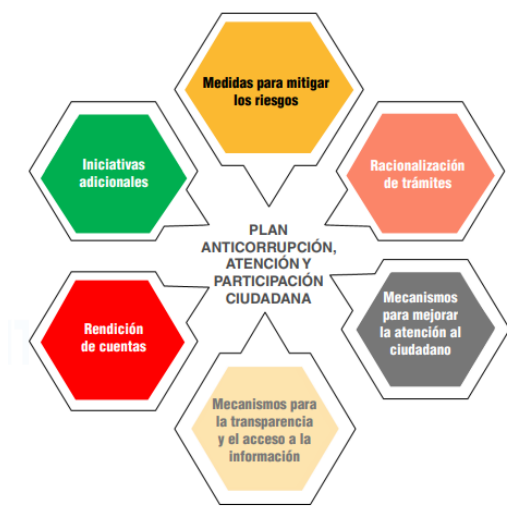 Medidas para mitigar
los riesgos
Iniciativas
adicionales
Racionalización
de trámites
PLAN
ANTICORRUPCIÓN,
ATENCIÓN Y
PARTICIPACIÓN
CIUDADANA
Rendición
de cuentas
Mecanismos
para mejorar
la atención al
ciudadano
Mecanismos para
la transparencia
y el acceso a la
información